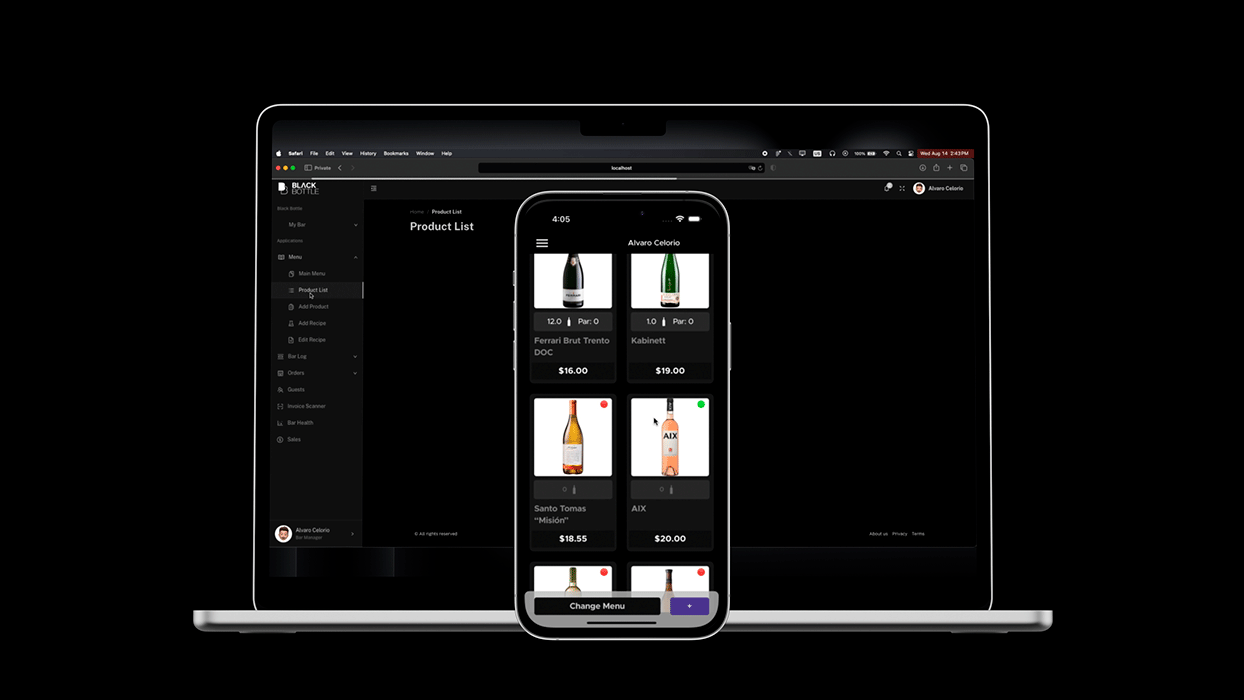 Safari File Edit View History Bookmarks Window Help
100%
Wed Aug 14 2:43PM
Private
localhost
BLACK
BOTTLE
Alvaro Celorio
Black Bottle
My Bar
Applications
Menu
Main Menu
Product List
Add Product
Add Recipe
Edit Recipe
Bar Log
Orders
Guests
Invoice Scanner
Bar Health
Sales
Alvaro Celorio
Bar Manager
Home Product List
Product List
© All rights reserved
About us Privacy Terms
4:05
Alvaro Celorio
12.0 Par: 0
1.0 Par: 0
Ferrari Brut Trento
DOC
Kabinett
$16.00
$19.00
AIX
0
0
Santo Tomas
“Misión”
AIX
$18.55
$20.00
Change Menu
+